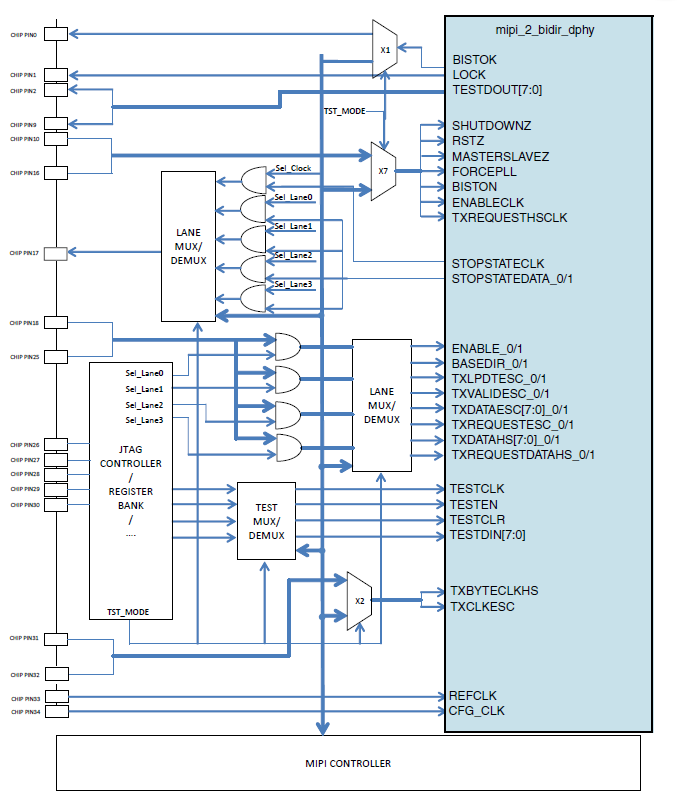 mipi_2_bidir_dphy
CHIP PIN0
X1
BISTOK
CHIP PIN1
LOCK
CHIP PIN2
TESTDOUT[7:0]
TST_MODE
CHIP PIN9
SHUTDOWNZ
CHIP PIN10
RSTZ
MASTERSLAVEZ
CHIP PIN16
X7
FORCEPLL
Sel_Clock
BISTON
Sel_Lane0
ENABLECLK
TXREQUESTHSCLK
Sel_Lane1
LANE
MUX/
DEMUX
CHIP PIN17
Sel_Lane2
STOPSTATECLK
STOPSTATEDATA_0/1
Sel_Lane3
CHIP PIN18
CHIP PIN25
ENABLE_0/1
BASEDIR_0/1
Sel_Lane0
TXLPDTESC_0/1
Sel_Lane1
LANE
MUX/
DEMUX
TXVALIDESC_0/1
Sel_Lane2
TXDATAESC[7:0]_0/1
Sel_Lane3
TXREQUESTESC_0/1
TXDATAHS[7:0]_0/1
TXREQUESTDATAHS_0/1
CHIP PIN26
CHIP PIN27
CHIP PIN28
CHIP PIN29
CHIP PIN30
JTAG
CONTROLLER
/
REGISTER
BANK
/
....
TEST
MUX/
DEMUX
TESTCLK
TESTEN
TESTCLR
TESTDIN[7:0]
X2
TXBYTECLKHS
TXCLKESC
TST_MODE
CHIP PIN31
CHIP PIN32
CHIP PIN33
REFCLK
CHIP PIN34
CFG_CLK
MIPI CONTROLLER